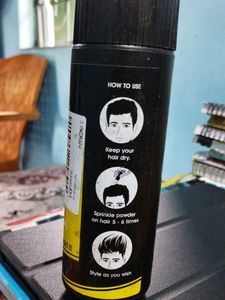 HOW TO USE
Keep your
hair dry.
Sprinkle powder
on hair 5 - 6 times
Style as you wish